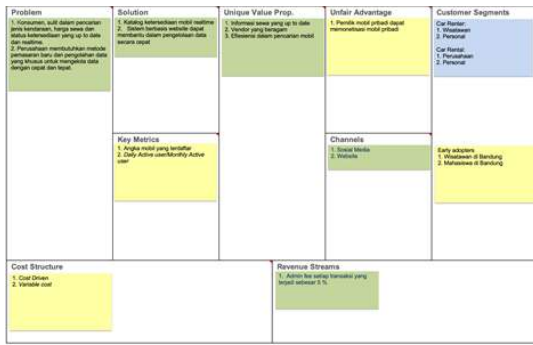 Problem
1. Konsumen, sulit dalam pencarian
jenis kendaraan, harga sewa dan
status ketersediaan yang up to date
dan realtime.
2. Perusahaan membutuhkan metode
pemasaran baru dan pengolahan data
yang khusus untuk mengelola data
dengan cepat dan tepat.
Solution
1. Katalog ketersediaan mobil realtime
2. Sistem berbasis website dapat
membantu dalam pengelolaan data
secara cepat
Unique Value Prop.
1. Informasi sewa yang up to date
2. Vendor yang beragam
3. Efisiensi dalam pencarian mobil
Unfair Advantage
1. Pemilik mobil pribadi dapat
memonetisasi mobil pribadi
Customer Segments
Car Renter:
1. Wisatawan
2. Personal
Car Rental:
1. Perusahaan
2. Personal
Key Metrics
1. Angka mobil yang terdaftar
2. Daily Active user/Monthly Active
user
Channels
1. Sosial Media
2. Website
Early adopters
1. Wisatawan di Bandung
2. Mahasiswa di Bandung
Cost Structure
1. Cost Driven
2. Variable cost
Revenue Streams
1. Admin fee setiap transaksi yang
terjadi sebesar 5 %.